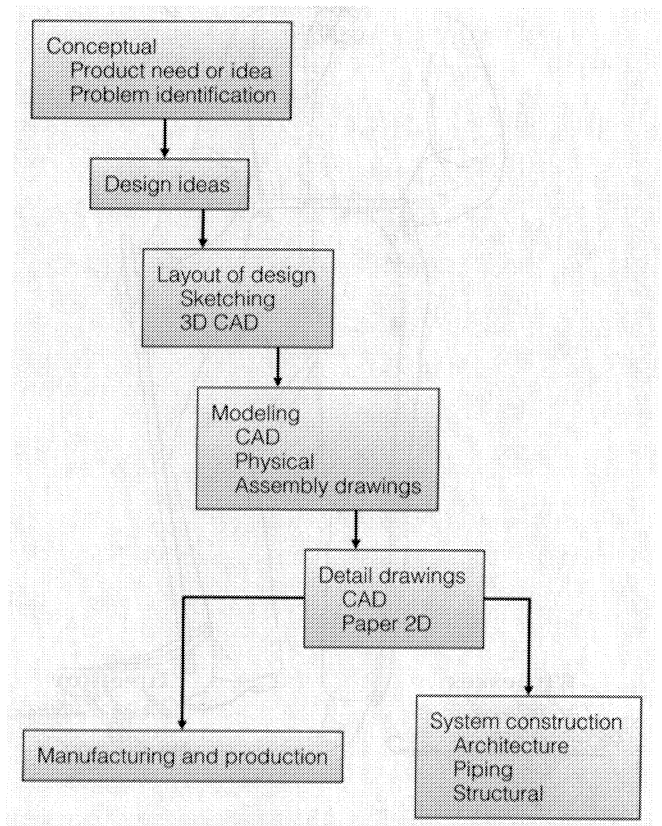 Conceptual
Product need or idea
Problem identification
Design ideas
Layout of design
Sketching
3D CAD
Modeling
CAD
Physical
Assembly drawings
Detail drawings
CAD
Paper 2D
Manufacturing and production
System construction
Architecture
Piping
Structural